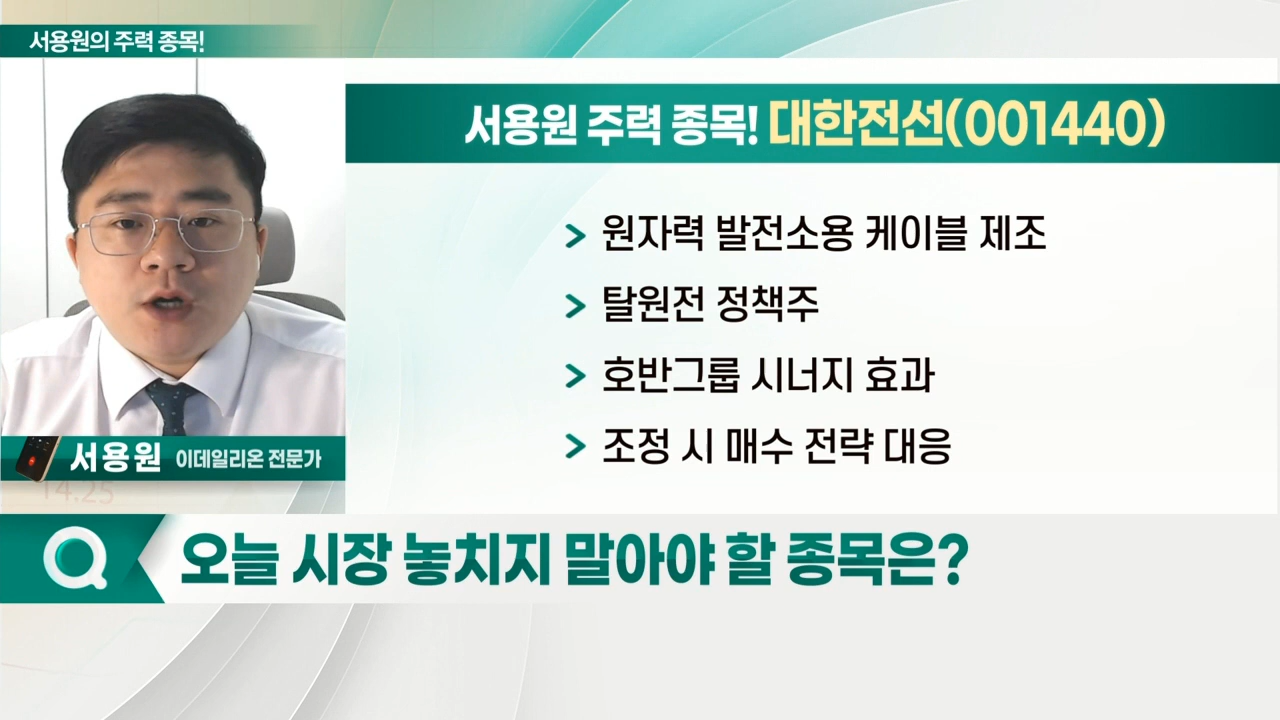 서용원의 주력 종목!
서용원 주력 종목! 대한전선(001440)
> 원자력 발전소용 케이블 제조
> 탈원전 정책주
> 호반그룹 시너지 효과
> 조정 시 매수 전략 대응
서용원 이데일리온 전문가
14:25
Q 오늘 시장 놓치지 말아야 할 종목은?